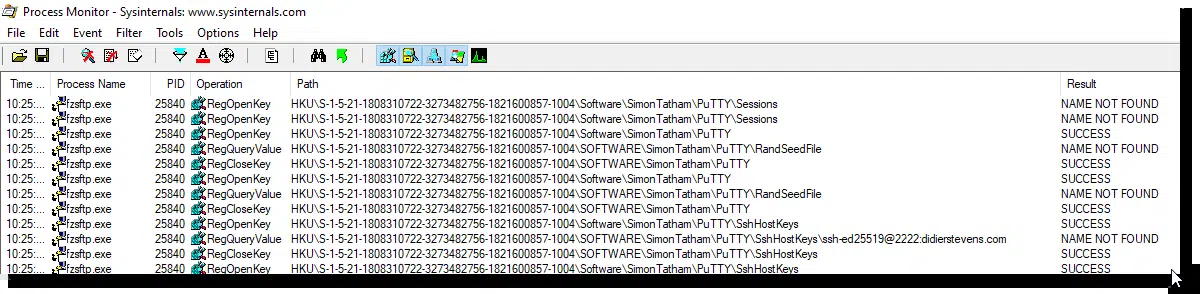 Process Monitor - Sysinternals: www.sysinternals.com
File Edit Event Filter Tools Options Help
Time ... Process Name PID Operation Path Result
10:25:... fzsftp.exe 25840 RegOpenKey HKU\S-1-5-21-1808310722-3273482756-1821600857-1004\Software\SimonTatham\PuTTY\Sessions NAME NOT FOUND
10:25:... fzsftp.exe 25840 RegOpenKey HKU\S-1-5-21-1808310722-3273482756-1821600857-1004\Software\SimonTatham\PuTTY\Sessions NAME NOT FOUND
10:25:... fzsftp.exe 25840 RegOpenKey HKU\S-1-5-21-1808310722-3273482756-1821600857-1004\Software\SimonTatham\PuTTY SUCCESS
10:25:... fzsftp.exe 25840 RegQueryValue HKU\S-1-5-21-1808310722-3273482756-1821600857-1004\SOFTWARE\SimonTatham\PuTTY\RandSeedFile NAME NOT FOUND
10:25:... fzsftp.exe 25840 RegCloseKey HKU\S-1-5-21-1808310722-3273482756-1821600857-1004\SOFTWARE\SimonTatham\PuTTY SUCCESS
10:25:... fzsftp.exe 25840 RegOpenKey HKU\S-1-5-21-1808310722-3273482756-1821600857-1004\Software\SimonTatham\PuTTY SUCCESS
10:25:... fzsftp.exe 25840 RegQueryValue HKU\S-1-5-21-1808310722-3273482756-1821600857-1004\SOFTWARE\SimonTatham\PuTTY\RandSeedFile NAME NOT FOUND
10:25:... fzsftp.exe 25840 RegCloseKey HKU\S-1-5-21-1808310722-3273482756-1821600857-1004\SOFTWARE\SimonTatham\PuTTY SUCCESS
10:25:... fzsftp.exe 25840 RegOpenKey HKU\S-1-5-21-1808310722-3273482756-1821600857-1004\Software\SimonTatham\PuTTY\SshHostKeys SUCCESS
10:25:... fzsftp.exe 25840 RegQueryValue HKU\S-1-5-21-1808310722-3273482756-1821600857-1004\SOFTWARE\SimonTatham\PuTTY\SshHostKeys\ssh-ed25519@2222:didierstevens.com NAME NOT FOUND
10:25:... fzsftp.exe 25840 RegCloseKey HKU\S-1-5-21-1808310722-3273482756-1821600857-1004\SOFTWARE\SimonTatham\PuTTY\SshHostKeys SUCCESS
10:25:... fzsftp.exe 25840 RegOpenKey HKU\S-1-5-21-1808310722-3273482756-1821600857-1004\Software\SimonTatham\PuTTY\SshHostKeys SUCCESS